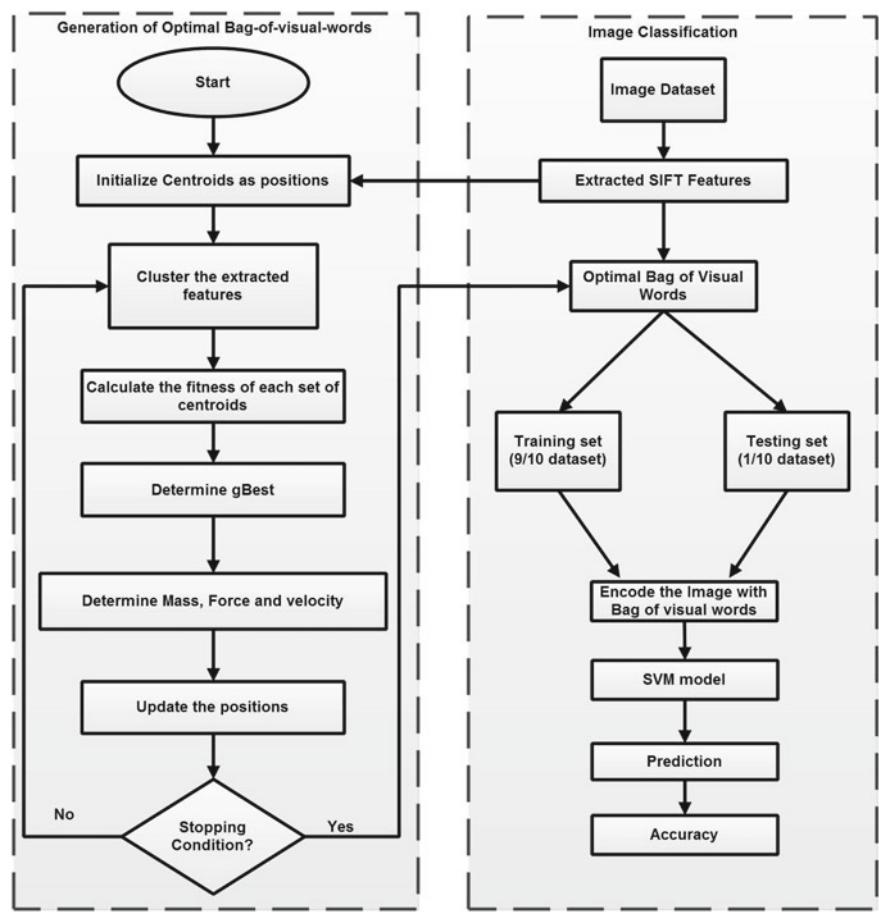 Generation of Optimal Bag-of-visual-words
Start
Initialize Centroids as positions
Cluster the extracted
features
Calculate the fitness of each set of
centroids
Determine gBest
Determine Mass, Force and velocity
Update the positions
Stopping
Condition?
No
Yes
Image Classification
Image Dataset
Extracted SIFT Features
Optimal Bag of Visual
Words
Training set
(9/10 dataset)
Testing set
(1/10 dataset)
Encode the Image with
Bag of visual words
SVM model
Prediction
Accuracy